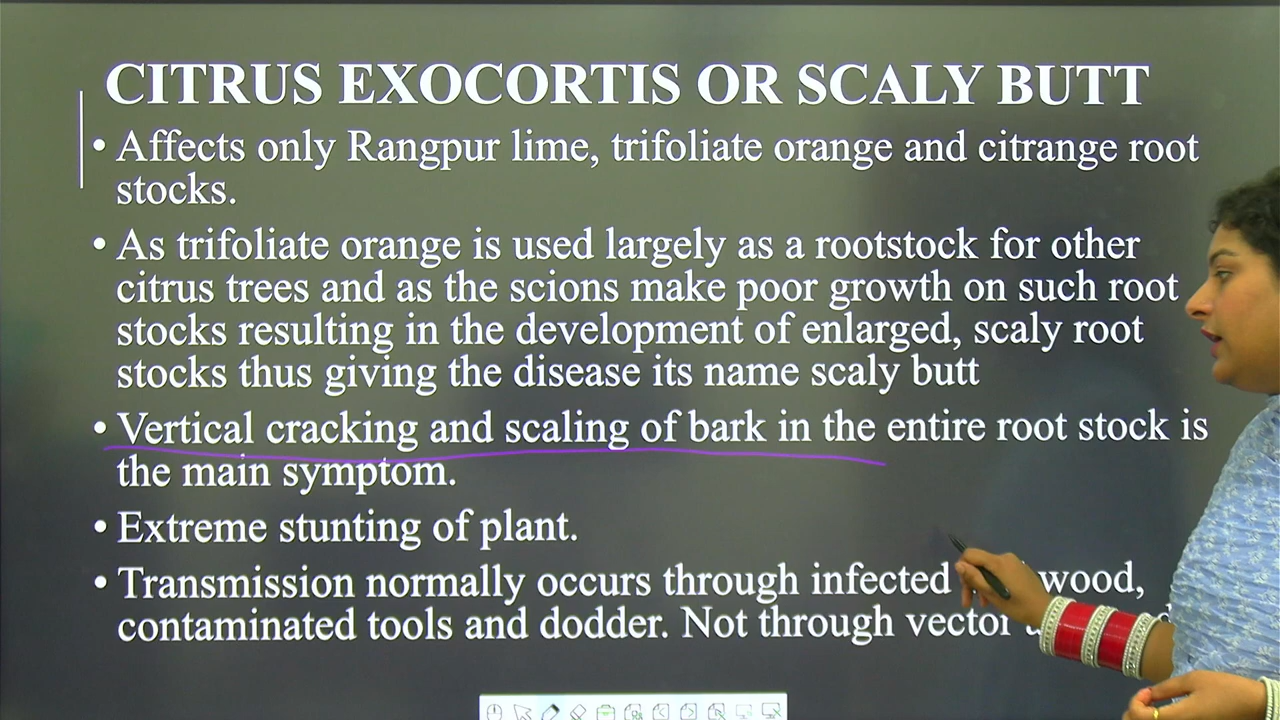 CITRUS EXOCORTIS OR SCALY BUTT
• Affects only Rangpur lime, trifoliate orange and citrange root
stocks.
• As trifoliate orange is used largely as a rootstock for other
citrus trees and as the scions make poor growth on such root
stocks resulting in the development of enlarged, scaly root
stocks thus giving the disease its name scaly butt
• Vertical cracking and scaling of bark in the entire root stock is
the main symptom.
• Extreme stunting of plant.
• Transmission normally occurs through infected wood,
contaminated tools and dodder. Not through vector